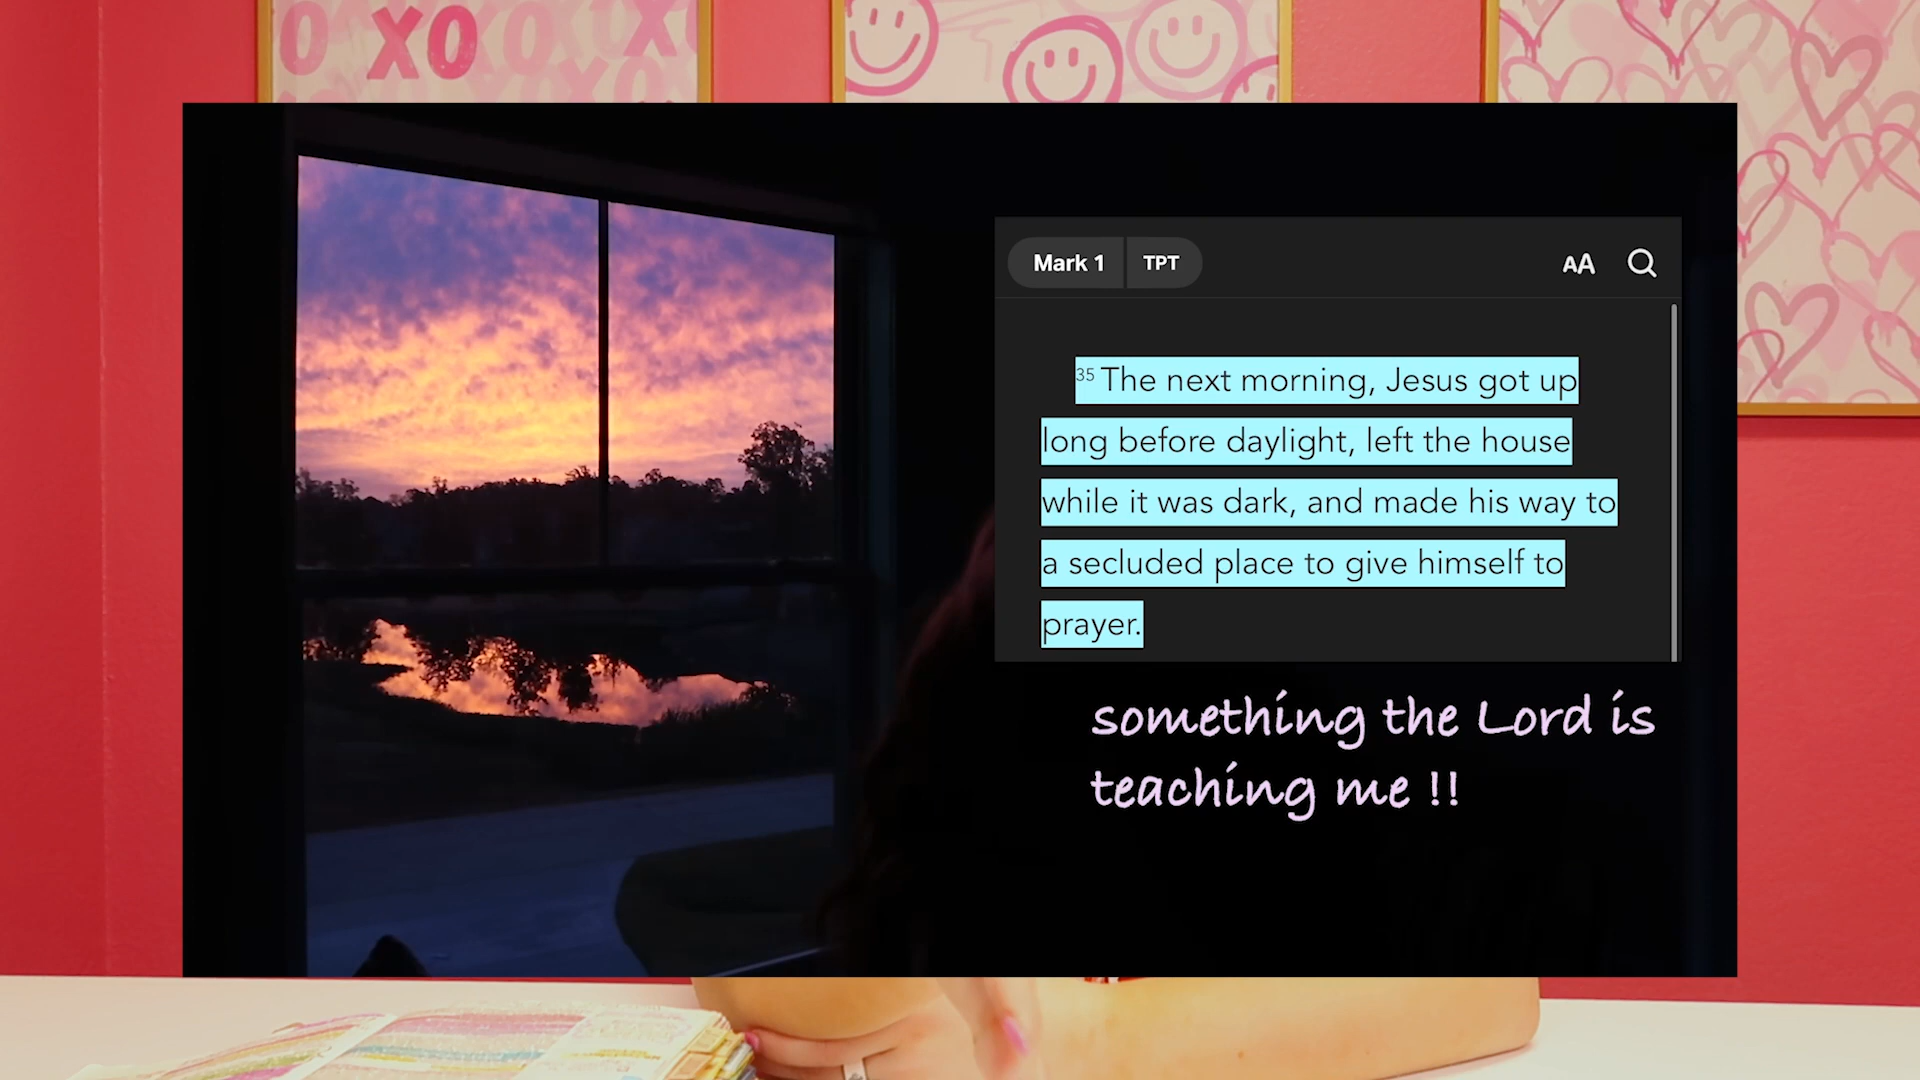 XO
Mark 1 TPT AA
35 The next morning, Jesus got up
long before daylight, left the house
while it was dark, and made his way to
a secluded place to give himself to
prayer.
something the Lord is
teaching me !!